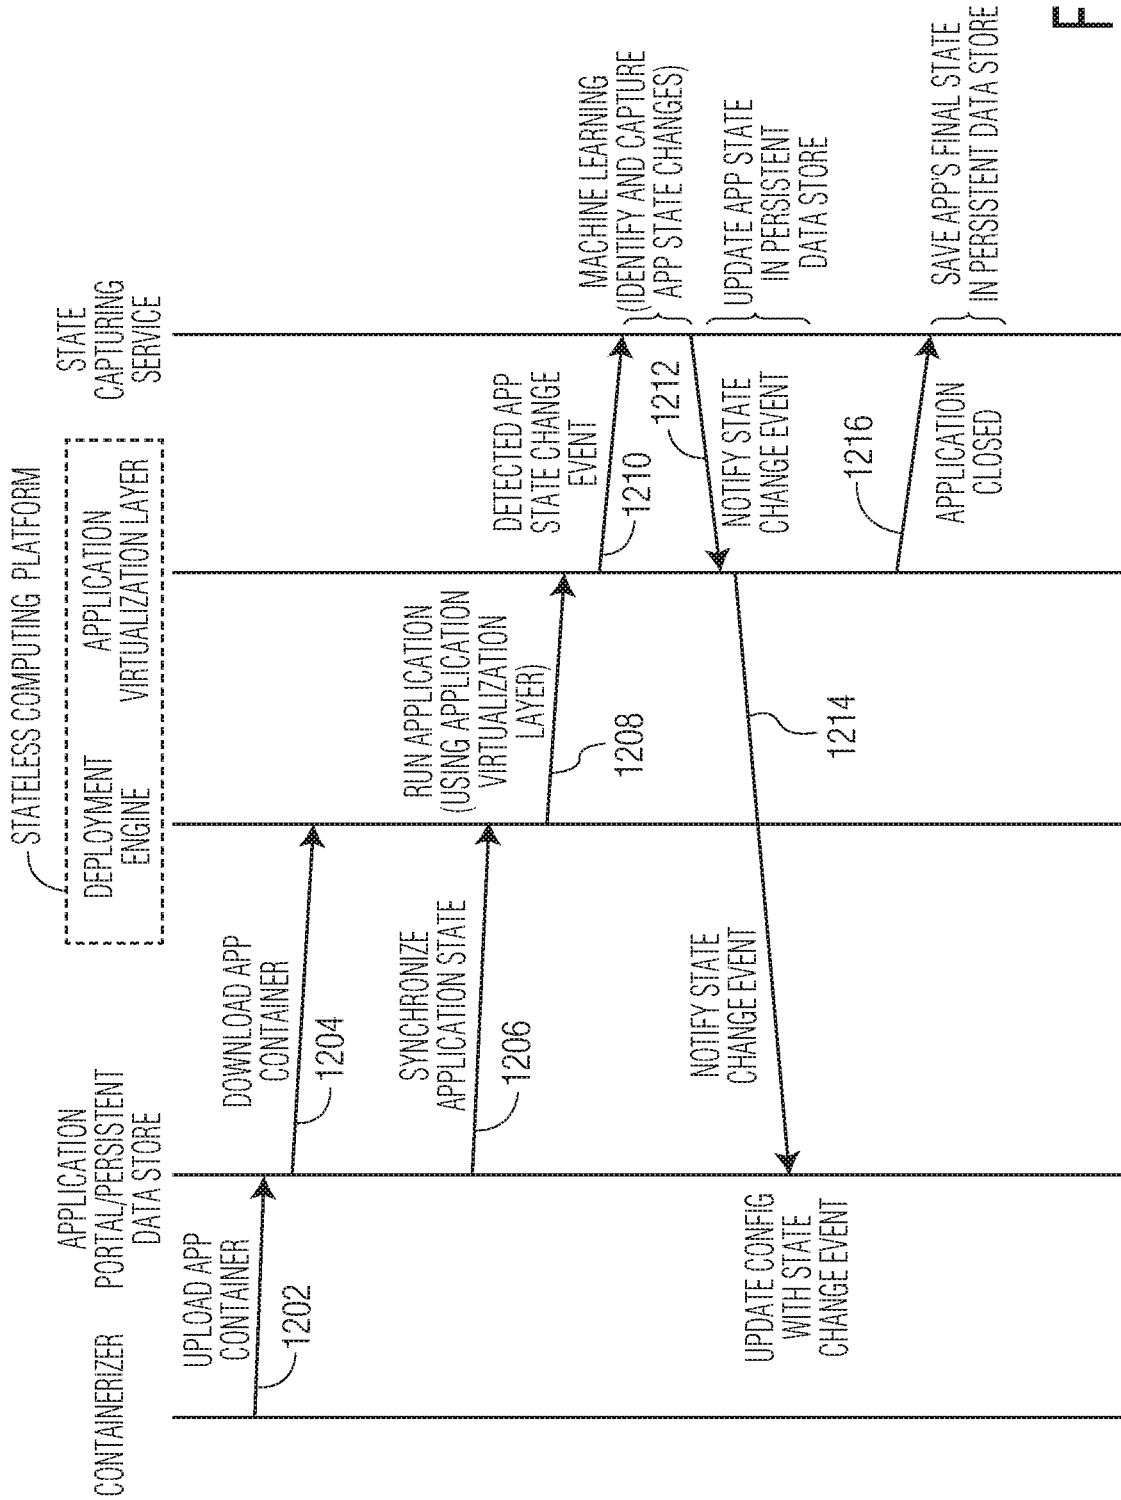 STATELESS COMPUTING PLATFORM
CONTAINERIZER
APPLICATION
PORTAL/PERSISTENT
DATA STORE
DEPLOYMENT
ENGINE
APPLICATION
VIRTUALIZATION LAYER
STATE
CAPTURING
SERVICE
UPLOAD APP
CONTAINER
1202
DOWNLOAD APP
CONTAINER
1204
SYNCHRONIZE
APPLICATION STATE
1206
RUN APPLICATION
(USING APPLICATION
VIRTUALIZATION
LAYER)
1208
DETECTED APP
STATE CHANGE
EVENT
1210
MACHINE LEARNING
(IDENTIFY AND CAPTURE
APP STATE CHANGES)
1212
NOTIFY STATE
CHANGE EVENT
UPDATE APP STATE
IN PERSISTENT
DATA STORE
NOTIFY STATE
CHANGE EVENT
1214
UPDATE CONFIG
WITH STATE
CHANGE EVENT
1216
APPLICATION
CLOSED
SAVE APP'S FINAL STATE
IN PERSISTENT DATA STORE
F